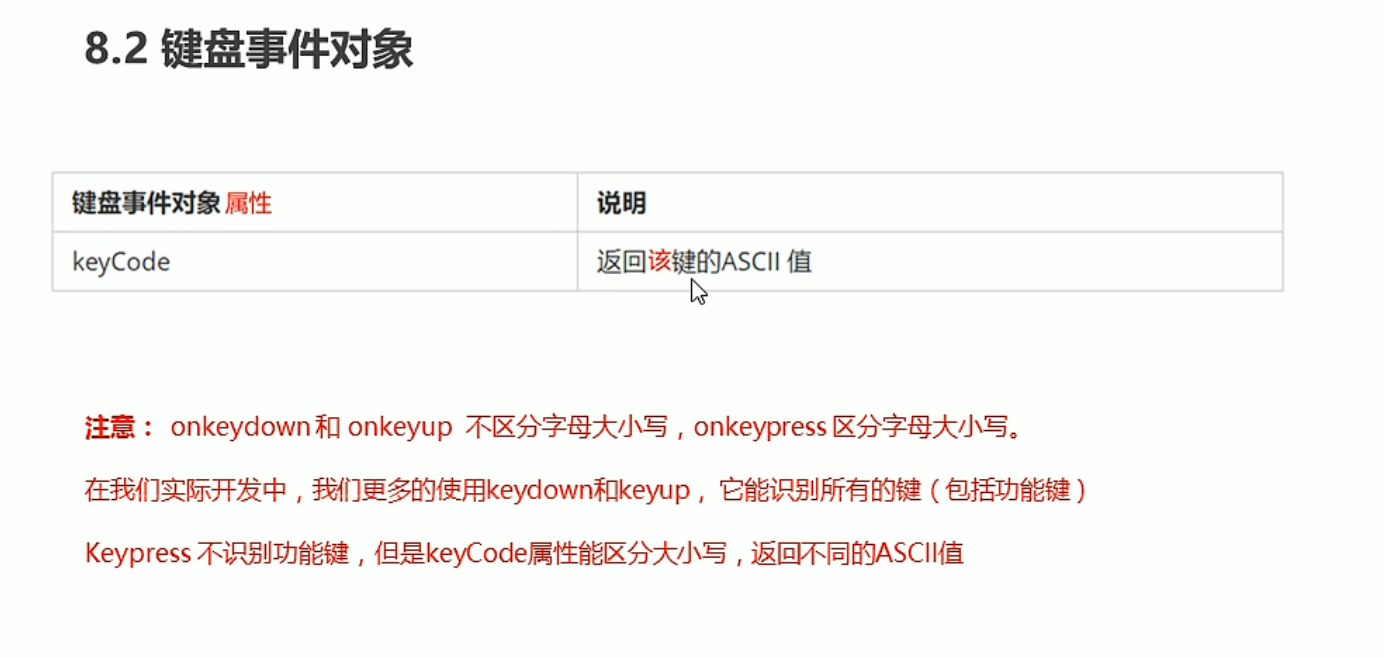 8.2 键盘事件对象
键盘事件对象属性 说明
keyCode 返回该键的ASCII 值
注意： onkeydown 和 onkeyup 不区分字母大小写，onkeypress 区分字母大小写。
在我们实际开发中，我们更多的使用keydown和keyup， 它能识别所有的键（包括功能键）
Keypress 不识别功能键，但是keyCode属性能区分大小写，返回不同的ASCII值